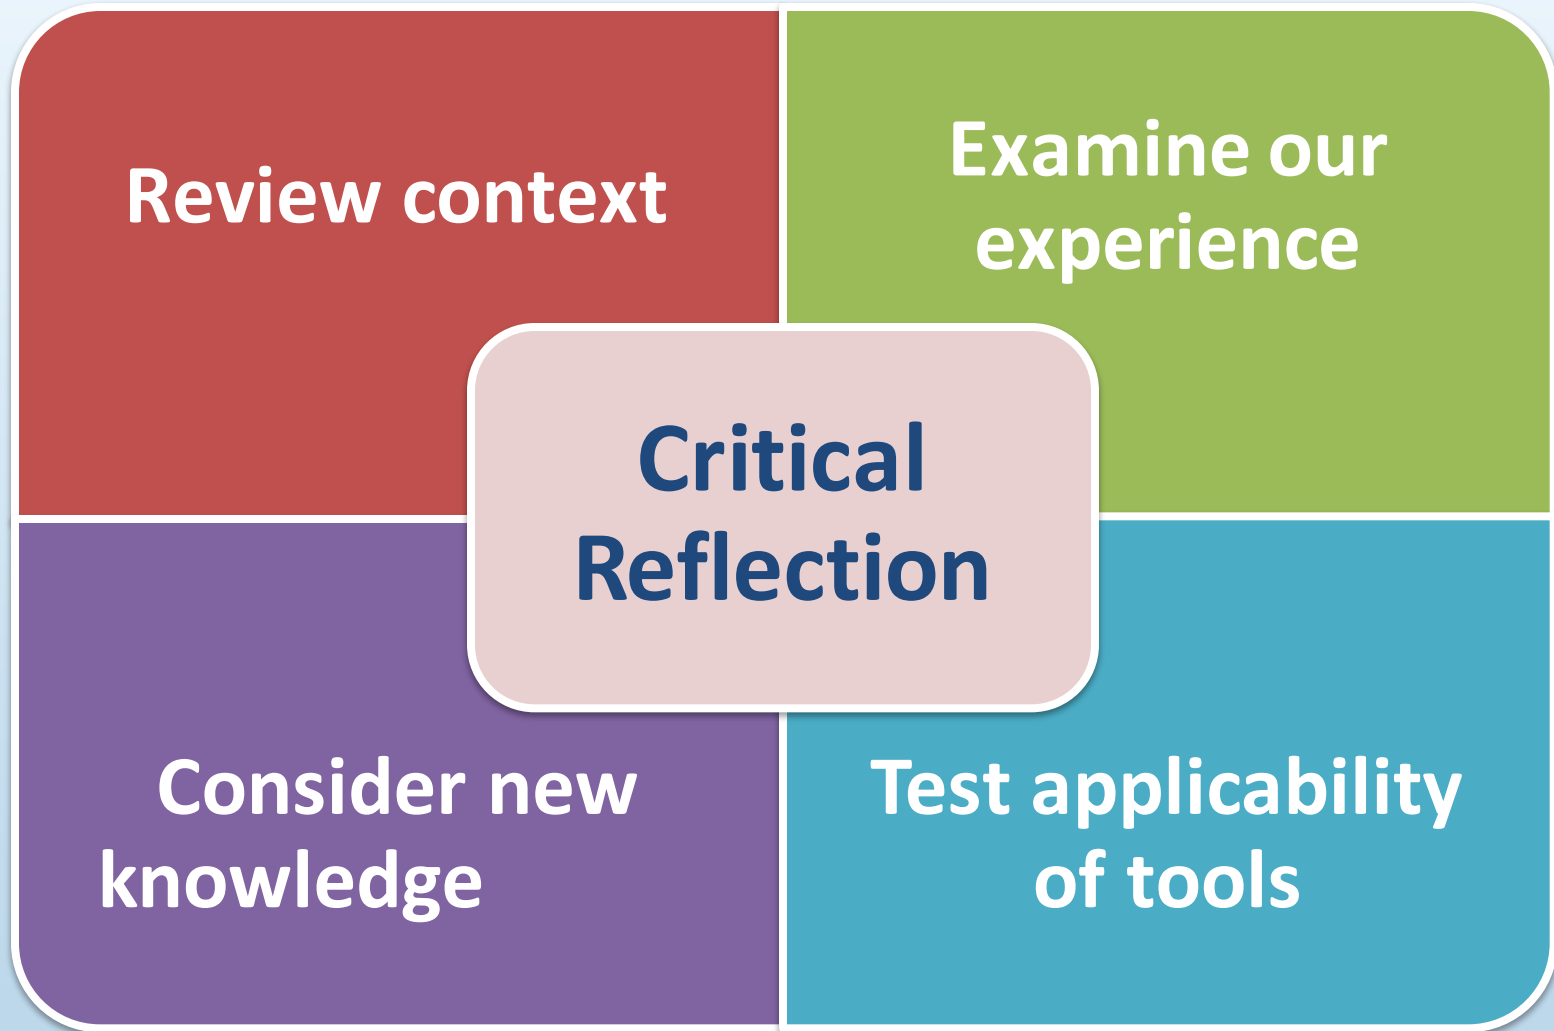 Review context
Examine our
experience
Critical
Reflection
Consider new
knowledge
Test applicability
of tools